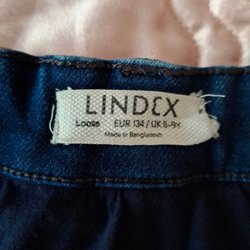 LINDEX
Loose EUR 134 / UK 8-9Y
Made in Bangladesh